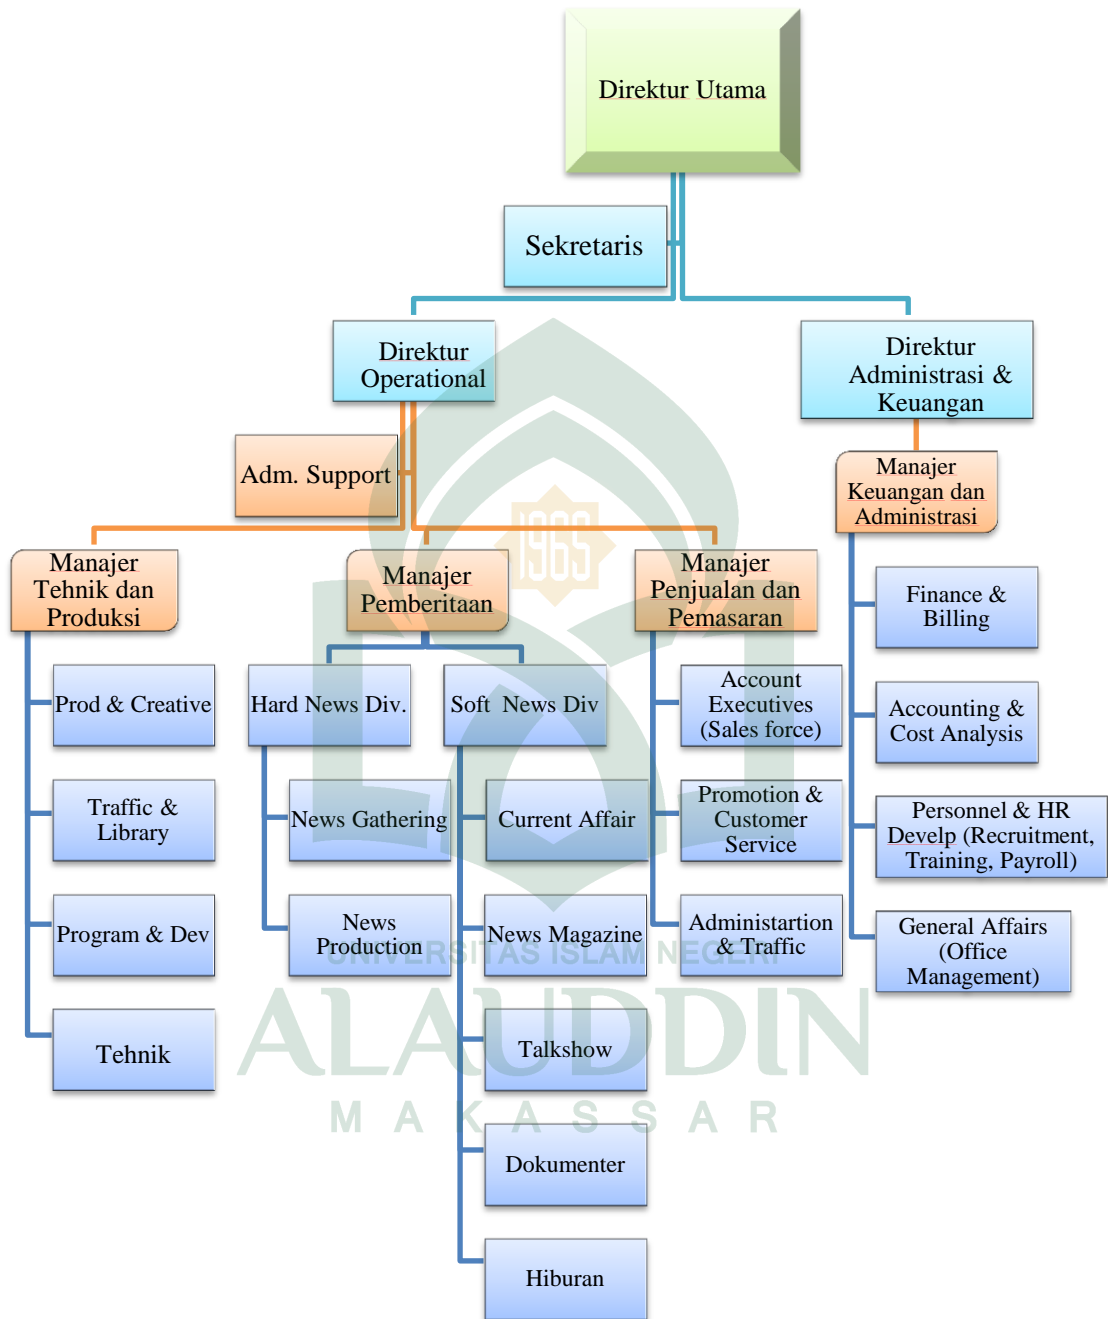 Direktur Utama
Sekretaris
Direktur
Operational
Direktur
Administrasi &
Keuangan
Adm. Support
Manajer
Keuangan dan
Administrasi
1965
Manajer
Tehnik dan
Produksi
Manajer
Pemberitaan
Manajer
Penjualan dan
Pemasaran
Finance &
Billing
Prod & Creative
Hard News Div.
Soft News Div
Account
Executives
(Sales force)
Accounting &
Cost Analysis
Traffic &
Library
News Gathering
Current Affair
Promotion &
Customer
Service
Personnel & HR
Develp (Recruitment,
Training, Payroll)
Program & Dev
News
Production
News Magazine
Administartion
& Traffic
General Affairs
(Office
Management)
UNIVERSITAS ISLAM NEGERI
ALAUDDIN
MAKASSAR
Tehnik
Talkshow
Dokumenter
Hiburan